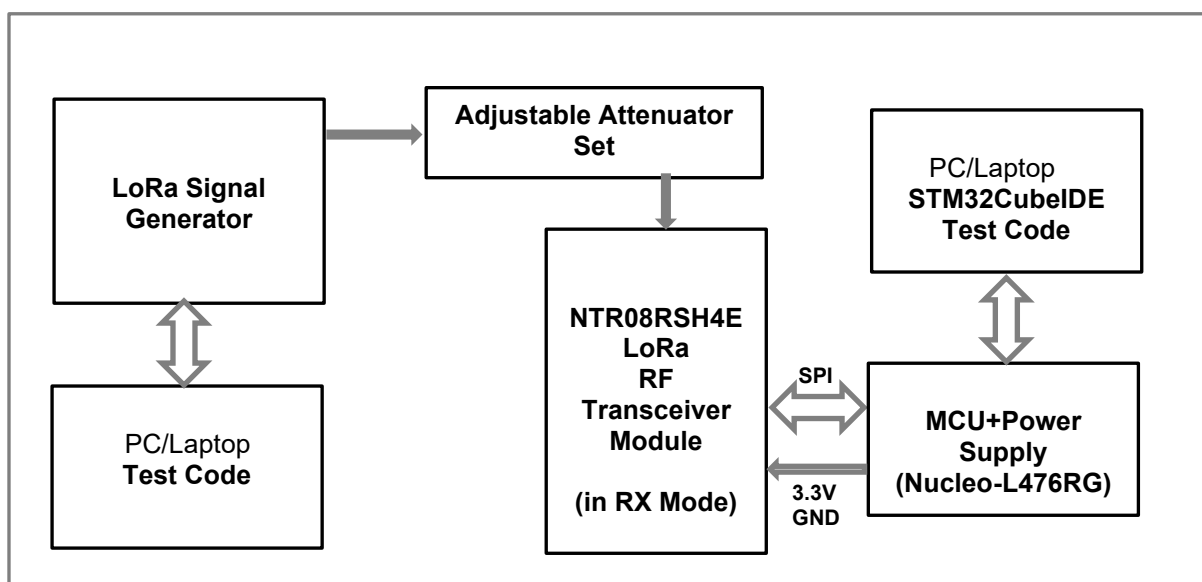 LoRa Signal
Generator
Adjustable Attenuator
Set
PC/Laptop
STM32CubeIDE
Test Code
NTR08RSH4E
LoRa
RF
Transceiver
Module
(in RX Mode)
SPI
3.3V
GND
MCU+Power
Supply
(Nucleo-L476RG)
PC/Laptop
Test Code